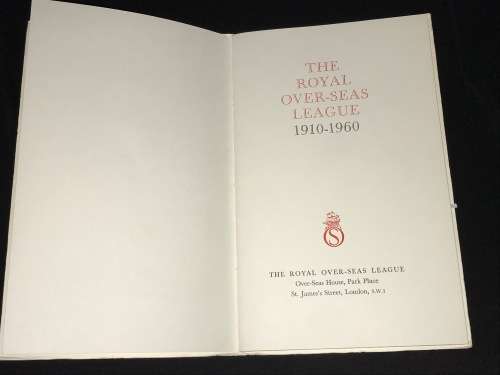 THE
ROYAL
OVER-SEAS
LEAGUE
1910-1960
OS
THE ROYAL OVER-SEAS LEAGUE
Over-Seas House, Park Place
St. James's Street, London, S.W.1